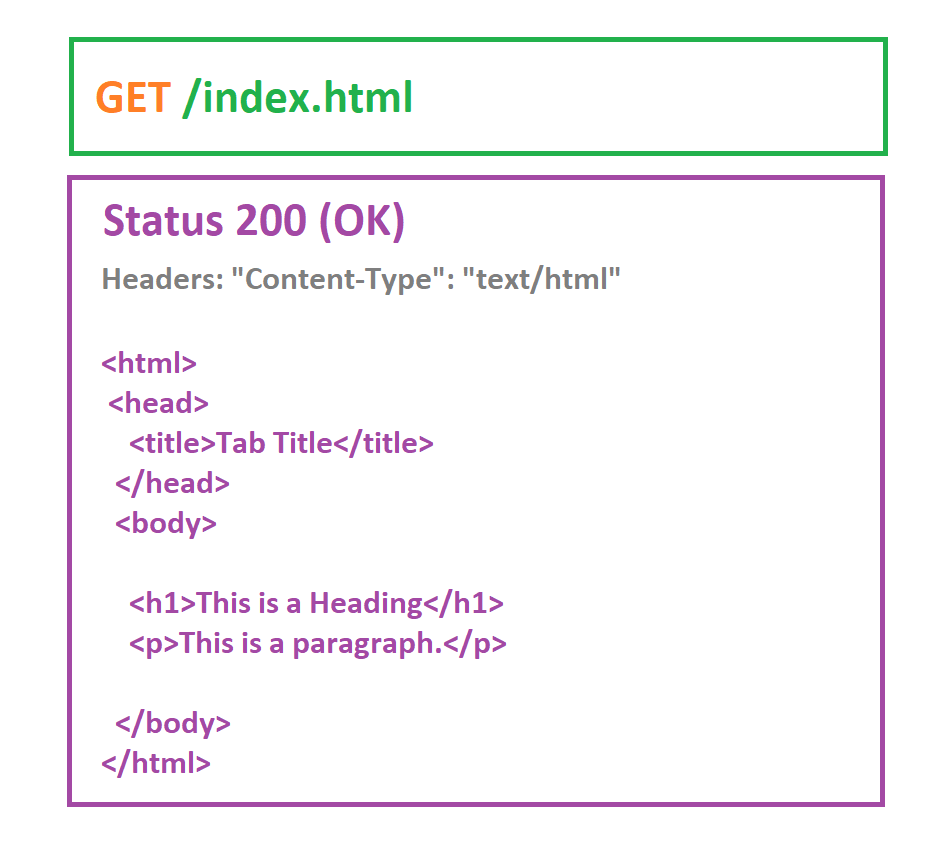 GET /index.html
Status 200 (OK)
Headers: "Content-Type": "text/html"
<html>
<head>
<title>Tab Title</title>
</head>
<body>
<h1>This is a Heading</h1>
<p>This is a paragraph.</p>
</body>
</html>